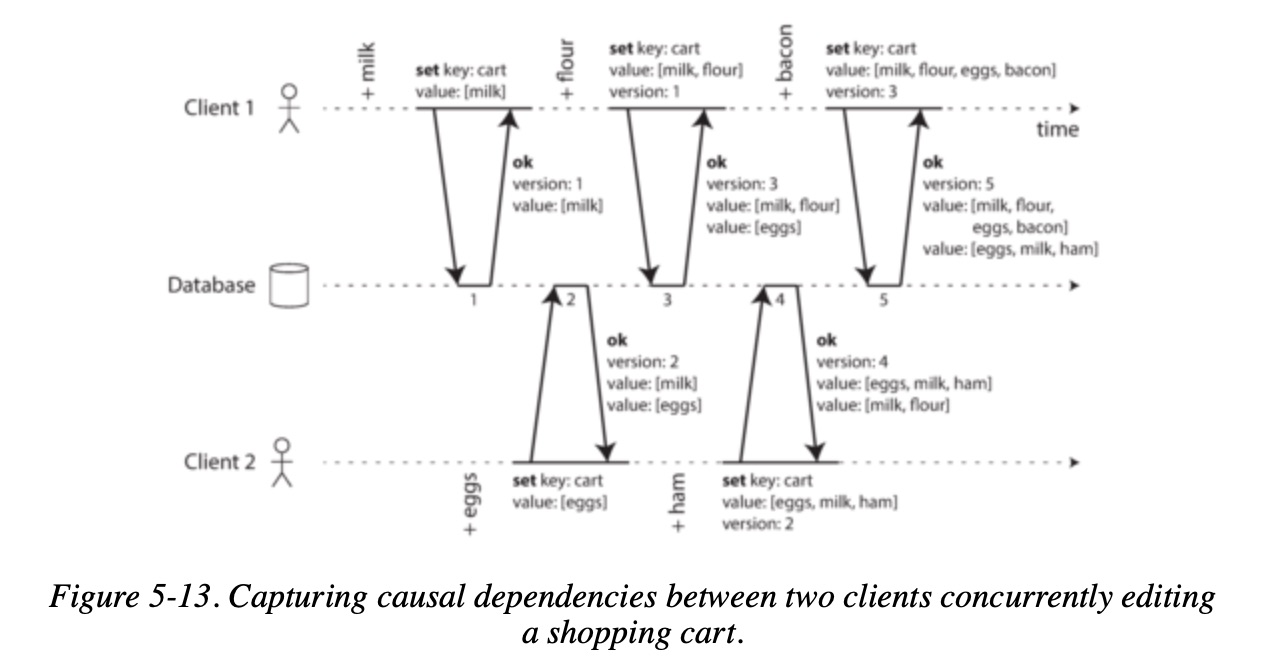 + milk
set key: cart
value: [milk]
+ flour
set key: cart
value: [milk, flour]
version: 1
+ bacon
set key: cart
value: [milk, flour, eggs, bacon]
version: 3
Client 1
time
ok
version: 1
value: [milk]
ok
version: 3
value: [milk, flour]
value: [eggs]
ok
version: 5
value: [milk, flour,
eggs, bacon]
value: [eggs, milk, ham]
Database
1
2
3
4
5
ok
version: 2
value: [milk]
value: [eggs]
ok
version: 4
value: [eggs, milk, ham]
value: [milk, flour]
Client 2
+ eggs
set key: cart
value: [eggs]
+ ham
set key: cart
value: [eggs, milk, ham]
version: 2
Figure 5-13. Capturing causal dependencies between two clients concurrently editing
a shopping cart.